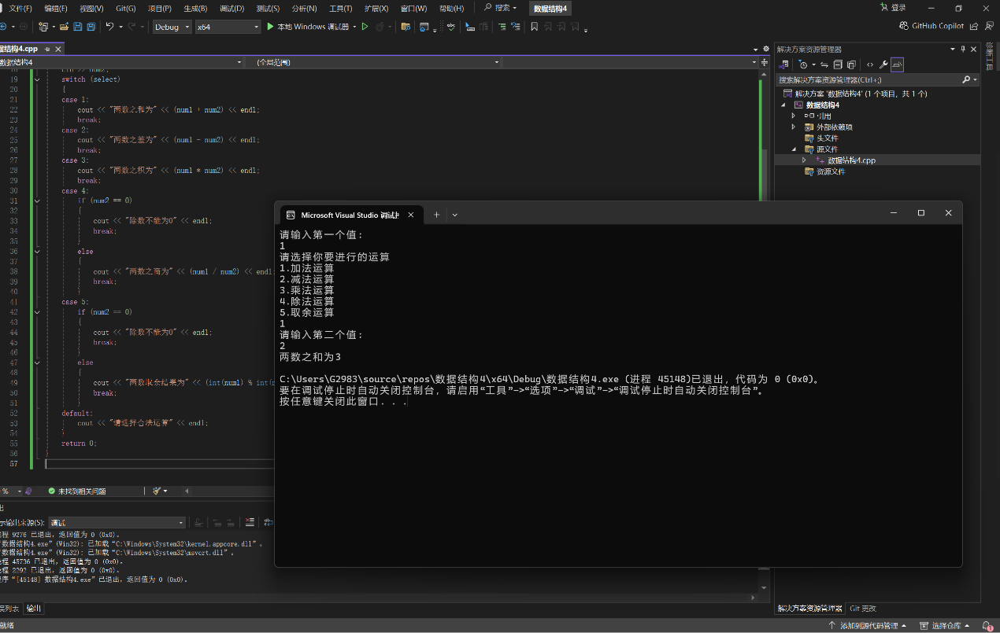 文件(F) 编辑(E) 视图(V) Git(G) 项目(P) 生成(B) 调试(D) 测试(S) 分析(N) 工具(T) 扩展(X) 窗口(W) 帮助(H) 搜索 数据结构4 登录
Debug x64 本地 Windows 调试器 GitHub Copilot
据结构4.cpp
数据结构4 (全局范围)
19 switch (select)
20 {
21 case 1:
22 cout << "两数之和为" << (num1 + num2) << endl;
23 break;
24 case 2:
25 cout << "两数之差为" << (num1 - num2) << endl;
26 break;
27 case 3:
28 cout << "两数之积为" << (num1 * num2) << endl;
29 break;
30 case 4:
31 if (num2 == 0)
32 {
33 cout << "除数不能为0" << endl;
34 break;
35 }
36 else
37 {
38 cout << "两数之商为" << (num1 / num2) << endl;
39 break;
40 }
41 case 5:
42 if (num2 == 0)
43 {
44 cout << "除数不能为0" << endl;
45 break;
46 }
47 else
48 {
49 cout << "两数取余结果为" << (int(num1) % int(n
50 break;
51 }
52 default:
53 cout << "请选择合法运算" << endl;
54 }
55 return 0;
56 }
57
% 未找到相关问题
出
示输出来源(S): 调试
程 9276 已退出，返回值为 0 (0x0)。
数据结构4.exe"(Win32): 已加载“C:\Windows\System32\kernel.appcore.dll”。
数据结构4.exe"(Win32): 已加载“C:\Windows\System32\msvcrt.dll”。
程 45736 已退出，返回值为 0 (0x0)。
程 2292 已退出，返回值为 0 (0x0)。
序“[45148] 数据结构4.exe”已退出，返回值为 0 (0x0)。
误列表 输出
就绪
Microsoft Visual Studio 调试
请输入第一个值：
1
请选择你要进行的运算
1.加法运算
2.减法运算
3.乘法运算
4.除法运算
5.取余运算
1
请输入第二个值：
2
两数之和为3
C:\Users\G2983\source\repos\数据结构4\x64\Debug\数据结构4.exe (进程 45148)已退出，代码为 0 (0x0)。
要在调试停止时自动关闭控制台，请启用“工具”->“选项”->“调试”->“调试停止时自动关闭控制台”。
按任意键关闭此窗口. . .
解决方案资源管理器
搜索解决方案资源管理器(Ctrl+;)
解决方案 '数据结构4' (1 个项目，共 1 个)
数据结构4
引用
外部依赖项
头文件
源文件
数据结构4.cpp
资源文件
诊断工具
解决方案资源管理器 Git 更改
添加到源代码管理 选择仓库 1